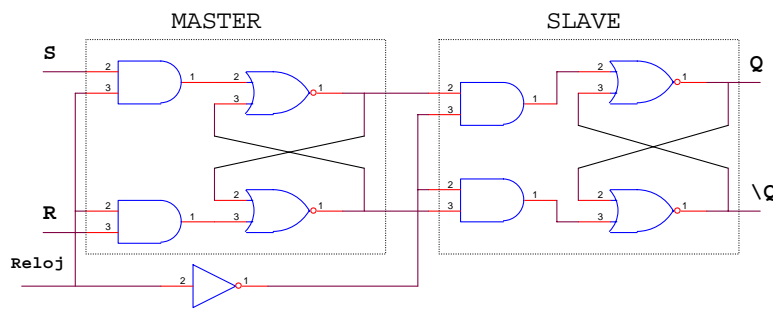 MASTER SLAVE
S Q
2 1 2 1 2 1 2 1
3 3 3 3
R \Q
2 1 2 1 2 1 2 1
3 3 3 3
Reloj
2 1